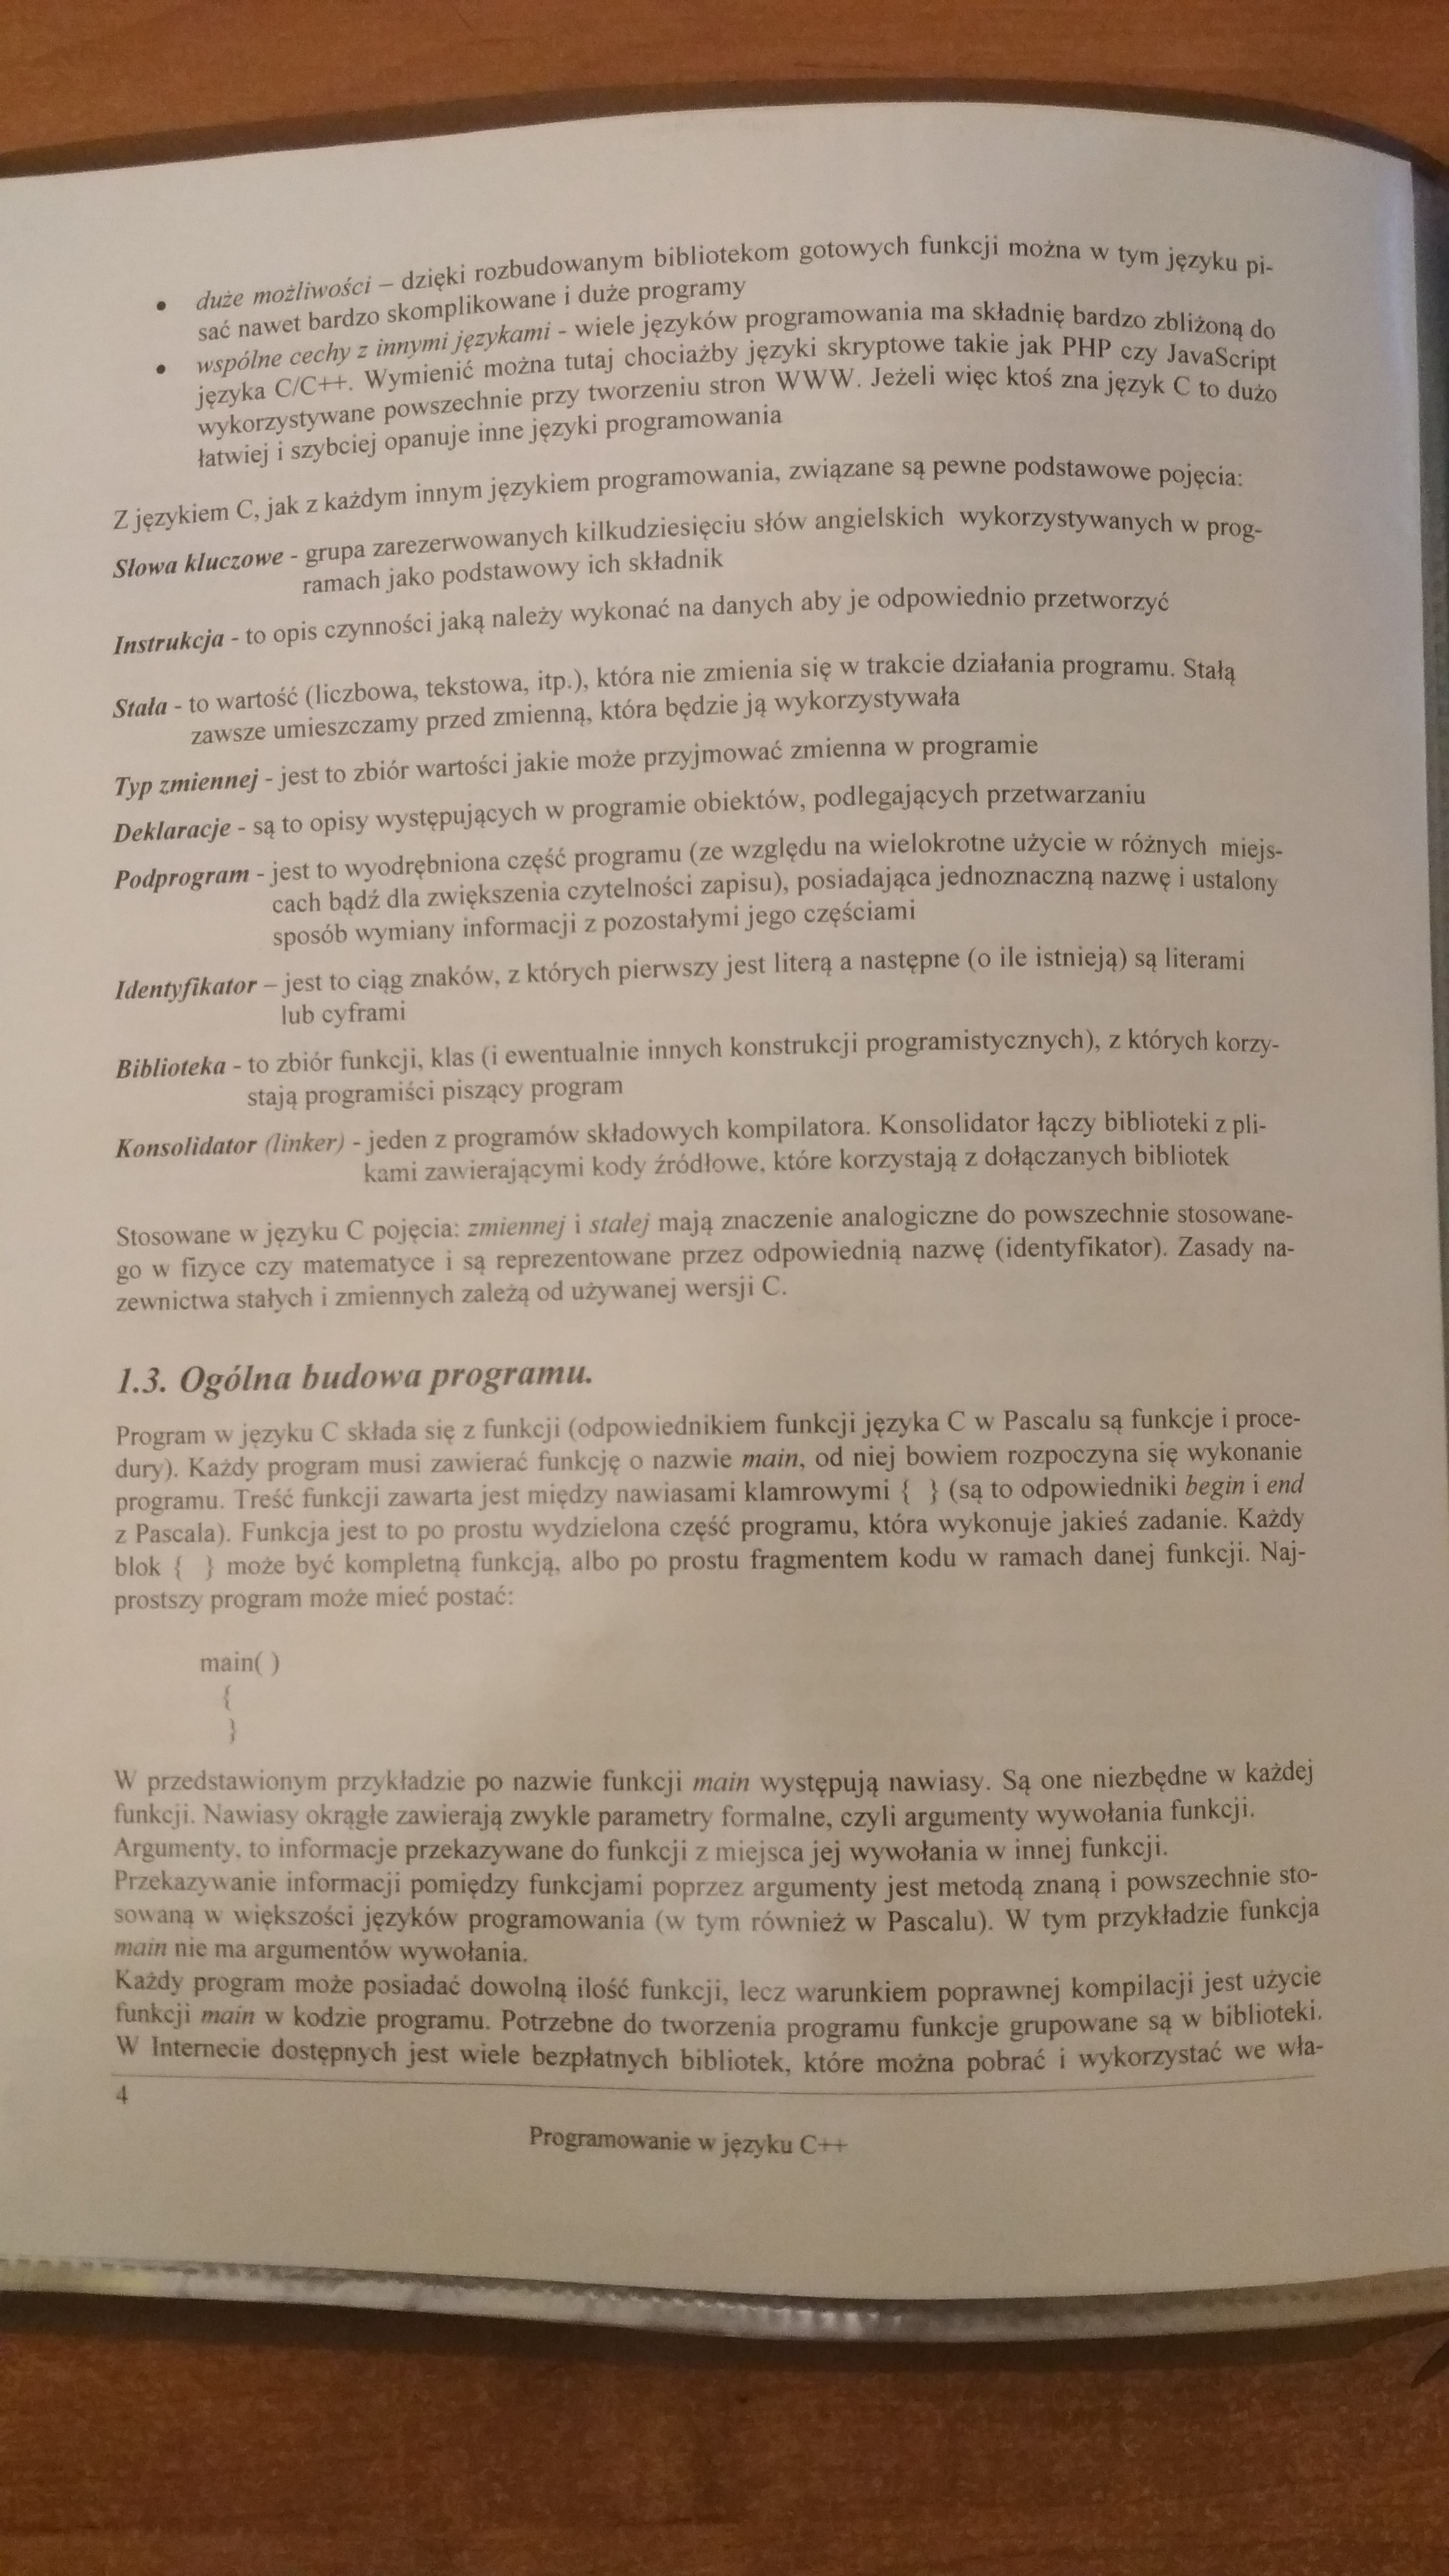 • duże możliwości – dzięki rozbudowanym bibliotekom gotowych funkcji można w tym języku pi-
sać nawet bardzo skomplikowane i duże programy
• wspólne cechy z innymi językami - wiele języków programowania ma składnię bardzo zbliżoną do
języka C/C++. Wymienić można tutaj chociażby języki skryptowe takie jak PHP czy JavaScript
wykorzystywane powszechnie przy tworzeniu stron WWW. Jeżeli więc ktoś zna język C to dużo
łatwiej i szybciej opanuje inne języki programowania
Z językiem C, jak z każdym innym językiem programowania, związane są pewne podstawowe pojęcia:
Słowa kluczowe - grupa zarezerwowanych kilkudziesięciu słów angielskich wykorzystywanych w prog-
ramach jako podstawowy ich składnik
Instrukcja - to opis czynności jaką należy wykonać na danych aby je odpowiednio przetworzyć
Stała - to wartość (liczbowa, tekstowa, itp.), która nie zmienia się w trakcie działania programu. Stałą
zawsze umieszczamy przed zmienną, która będzie ją wykorzystywała
Typ zmiennej - jest to zbiór wartości jakie może przyjmować zmienna w programie
Deklaracje - są to opisy występujących w programie obiektów, podlegających przetwarzaniu
Podprogram - jest to wyodrębniona część programu (ze względu na wielokrotne użycie w różnych miejs-
cach bądź dla zwiększenia czytelności zapisu), posiadająca jednoznaczną nazwę i ustalony
sposób wymiany informacji z pozostałymi jego częściami
Identyfikator – jest to ciąg znaków, z których pierwszy jest literą a następne (o ile istnieją) są literami
lub cyframi
Biblioteka - to zbiór funkcji, klas (i ewentualnie innych konstrukcji programistycznych), z których korzy-
stają programiści piszący program
Konsolidator (linker) - jeden z programów składowych kompilatora. Konsolidator łączy biblioteki z pli-
kami zawierającymi kody źródłowe, które korzystają z dołączanych bibliotek
Stosowane w języku C pojęcia: zmiennej i stałej mają znaczenie analogiczne do powszechnie stosowane-
go w fizyce czy matematyce i są reprezentowane przez odpowiednią nazwę (identyfikator). Zasady na-
zewnictwa stałych i zmiennych zależą od używanej wersji C.
1.3. Ogólna budowa programu.
Program w języku C składa się z funkcji (odpowiednikiem funkcji języka C w Pascalu są funkcje i proce-
dury). Każdy program musi zawierać funkcję o nazwie main, od niej bowiem rozpoczyna się wykonanie
programu. Treść funkcji zawarta jest między nawiasami klamrowymi { } (są to odpowiedniki begin i end
z Pascala). Funkcja jest to po prostu wydzielona część programu, która wykonuje jakieś zadanie. Każdy
blok { } może być kompletną funkcją, albo po prostu fragmentem kodu w ramach danej funkcji. Naj-
prostszy program może mieć postać:
main( )
{
}
W przedstawionym przykładzie po nazwie funkcji main występują nawiasy. Są one niezbędne w każdej
funkcji. Nawiasy okrągłe zawierają zwykle parametry formalne, czyli argumenty wywołania funkcji.
Argumenty, to informacje przekazywane do funkcji z miejsca jej wywołania w innej funkcji.
Przekazywanie informacji pomiędzy funkcjami poprzez argumenty jest metodą znaną i powszechnie sto-
sowaną w większości języków programowania (w tym również w Pascalu). W tym przykładzie funkcja
main nie ma argumentów wywołania.
Każdy program może posiadać dowolną ilość funkcji, lecz warunkiem poprawnej kompilacji jest użycie
funkcji main w kodzie programu. Potrzebne do tworzenia programu funkcje grupowane są w biblioteki.
W Internecie dostępnych jest wiele bezpłatnych bibliotek, które można pobrać i wykorzystać we wła-
4
Programowanie w języku C++